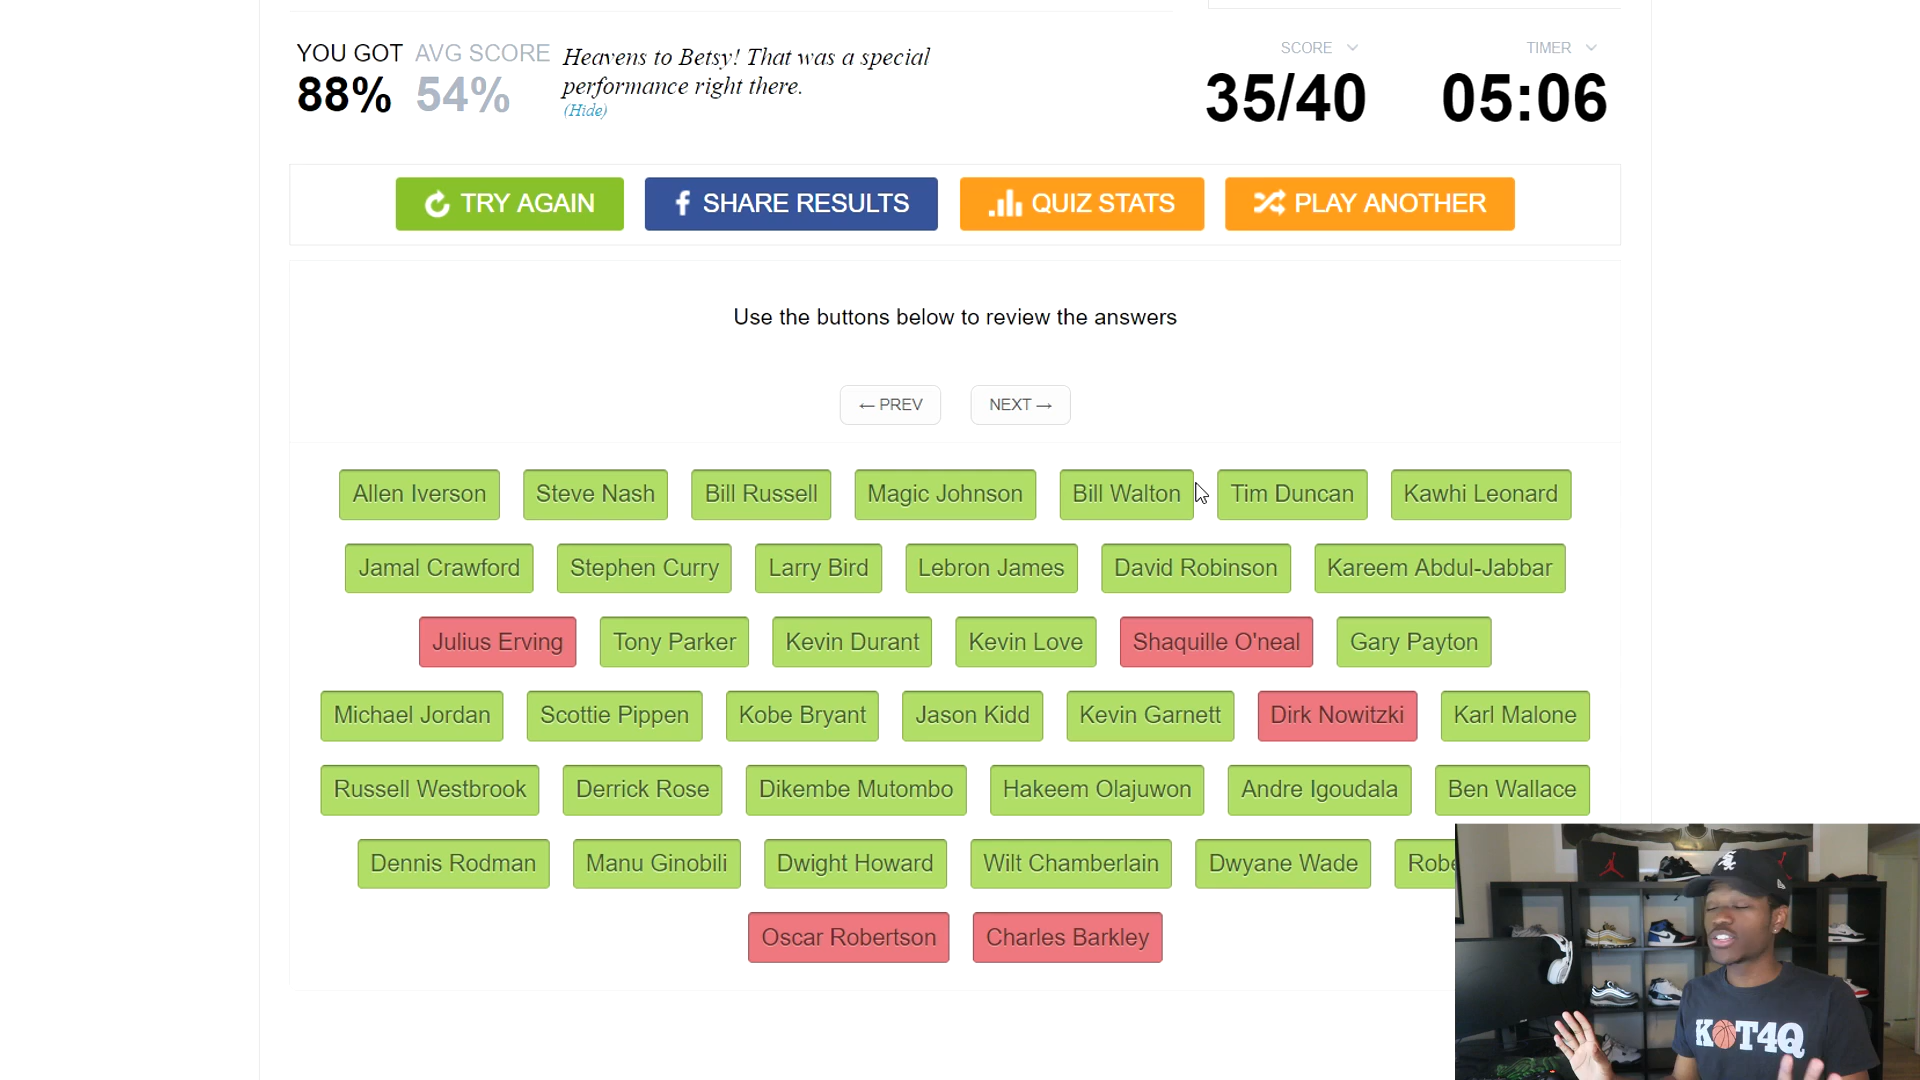 YOU GOT AVG SCORE
88% 54%
Heavens to Betsy! That was a special
performance right there.
(Hide)
SCORE TIMER
35/40 05:06
TRY AGAIN SHARE RESULTS QUIZ STATS PLAY ANOTHER
Use the buttons below to review the answers
← PREV NEXT →
Allen Iverson Steve Nash Bill Russell Magic Johnson Bill Walton Tim Duncan Kawhi Leonard
Jamal Crawford Stephen Curry Larry Bird Lebron James David Robinson Kareem Abdul-Jabbar
Julius Erving Tony Parker Kevin Durant Kevin Love Shaquille O'neal Gary Payton
Michael Jordan Scottie Pippen Kobe Bryant Jason Kidd Kevin Garnett Dirk Nowitzki Karl Malone
Russell Westbrook Derrick Rose Dikembe Mutombo Hakeem Olajuwon Andre Igoudala Ben Wallace
Dennis Rodman Manu Ginobili Dwight Howard Wilt Chamberlain Dwyane Wade Robe
Oscar Robertson Charles Barkley
KOT4Q